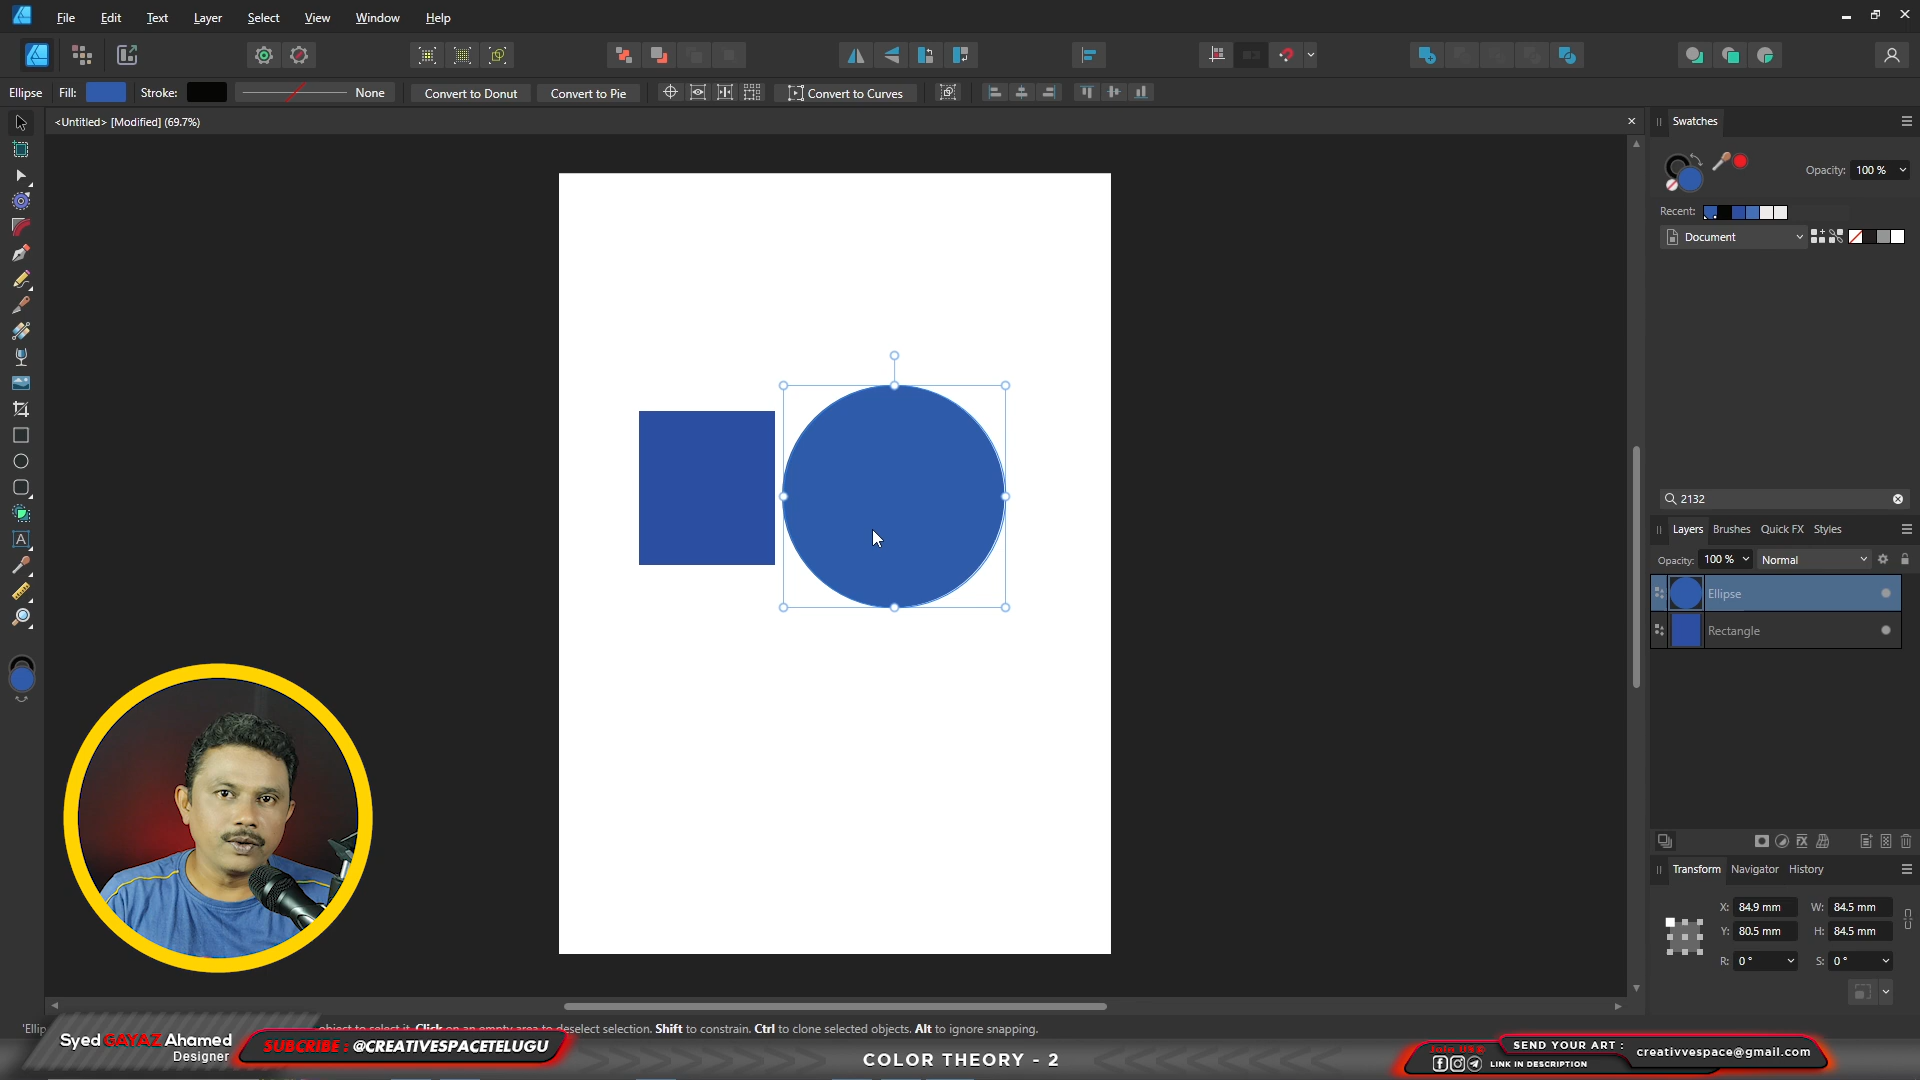 File Edit Text Layer Select View Window Help
Ellipse Fill: Stroke: None Convert to Donut Convert to Pie Convert to Curves
<Untitled> [Modified] (69.7%)
Swatches
Opacity: 100 %
Recent:
Document
2132
Layers Brushes Quick FX Styles
Opacity: 100 % Normal
Ellipse
Rectangle
Transform Navigator History
X: 84.9 mm W: 84.5 mm
Y: 80.5 mm H: 84.5 mm
R: 0 ° S: 0 °
A
object to select it. Click on an empty area to deselect selection. Shift to constrain. Ctrl to clone selected objects. Alt to ignore snapping.
Syed GAYAZ Ahamed
Designer
SUBCRIBE : @CREATIVESPACETELUGU
COLOR THEORY - 2
Join US
LINK IN DESCRIPTION
SEND YOUR ART : creativvespace@gmail.com